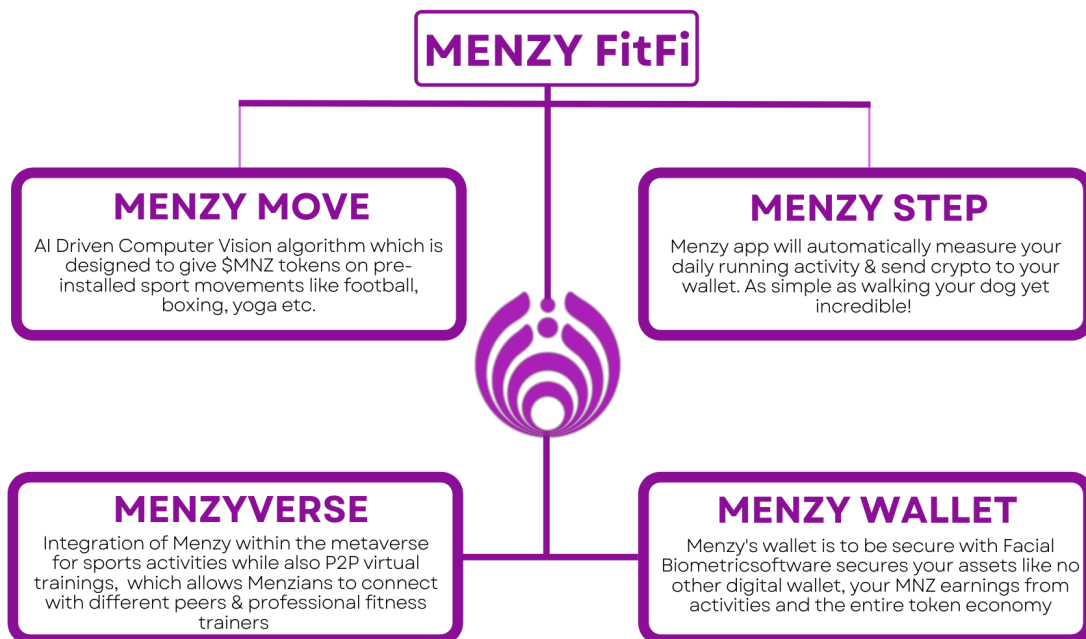 MENZY FitFi
MENZY MOVE
AI Driven Computer Vision algorithm which is
designed to give $MNZ tokens on pre-
installed sport movements like football,
boxing, yoga etc.
MENZY STEP
Menzy app will automatically measure your
daily running activity & send crypto to your
wallet. As simple as walking your dog yet
incredible!
MENZYVERSE
Integration of Menzy within the metaverse
for sports activities while also P2P virtual
trainings, which allows Menzians to connect
with different peers & professional fitness
trainers
MENZY WALLET
Menzy's wallet is to be secure with Facial
Biometricsoftware secures your assets like no
other digital wallet, your MNZ earnings from
activities and the entire token economy